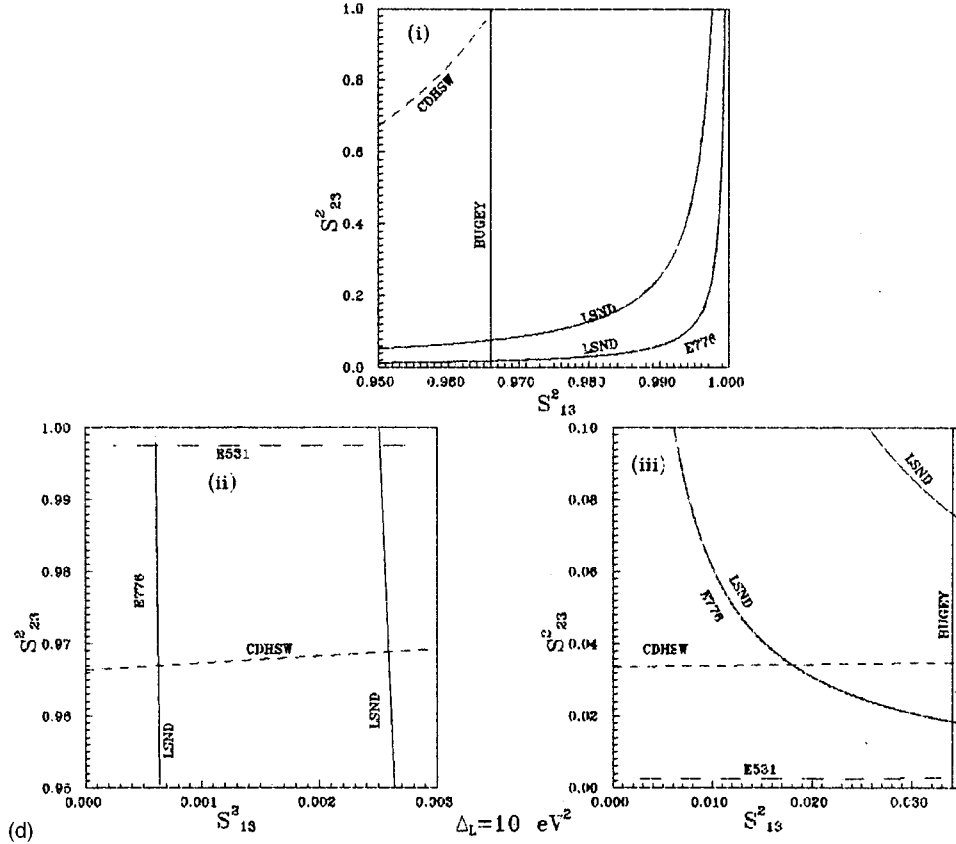 1.0
0.8
0.6
0.4
0.2
0.0
S²₂₃
(i)
CDHSW
BUGEY
LSND
LSND
E776
0.950 0.960 0.970 0.983 0.990 1.000
S²₁₃
1.00
0.99
0.98
0.97
0.96
0.95
S²₂₃
E531
(ii)
E776
CDHSW
LSND
LSND
0.000 0.001 0.002 0.003
S²₁₃
0.10
0.08
0.06
0.04
0.02
0.00
S²₂₃
(iii)
LSND
LSND
E776
BUGEY
CDHSW
E531
0.000 0.010 0.020 0.030
S²₁₃
(d)
Δ_L=10 eV²